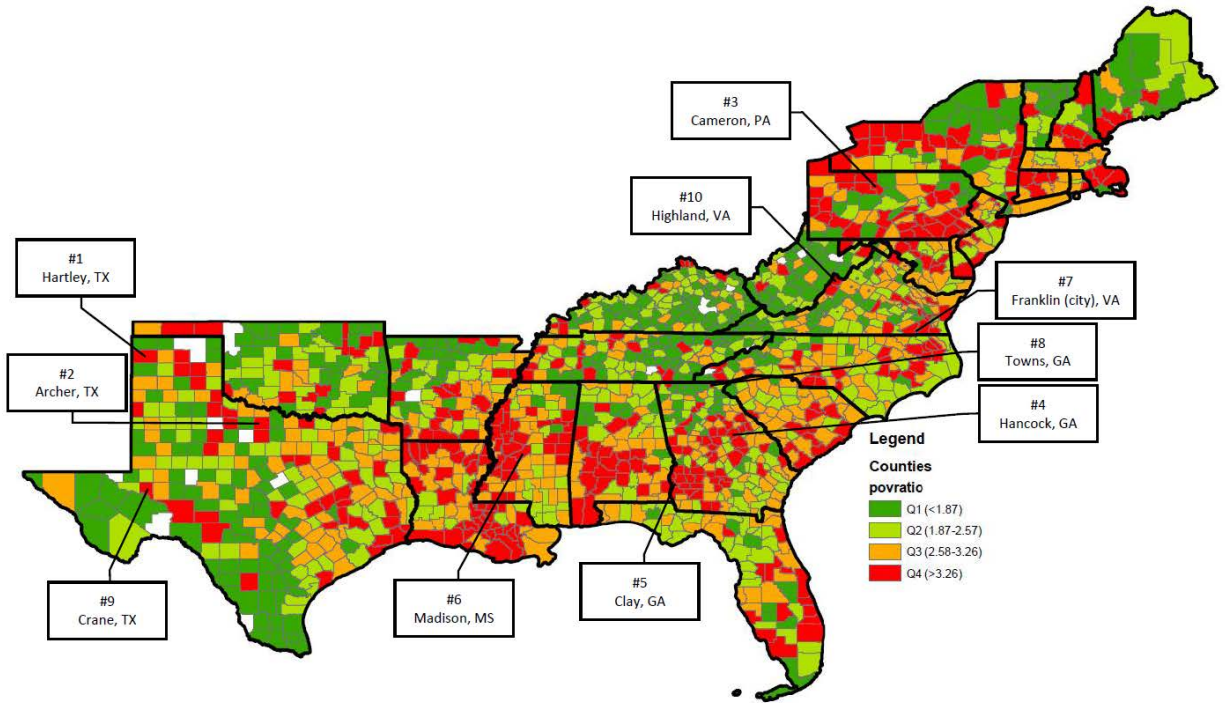 #3
Cameron, PA
#10
Highland, VA
#1
Hartley, TX
#7
Franklin (city), VA
#8
Towns, GA
#2
Archer, TX
#4
Hancock, GA
Legend
Counties
povratio
Q1 (<1.87)
Q2 (1.87-2.57)
Q3 (2.58-3.26)
Q4 (>3.26)
#9
Crane, TX
#6
Madison, MS
#5
Clay, GA